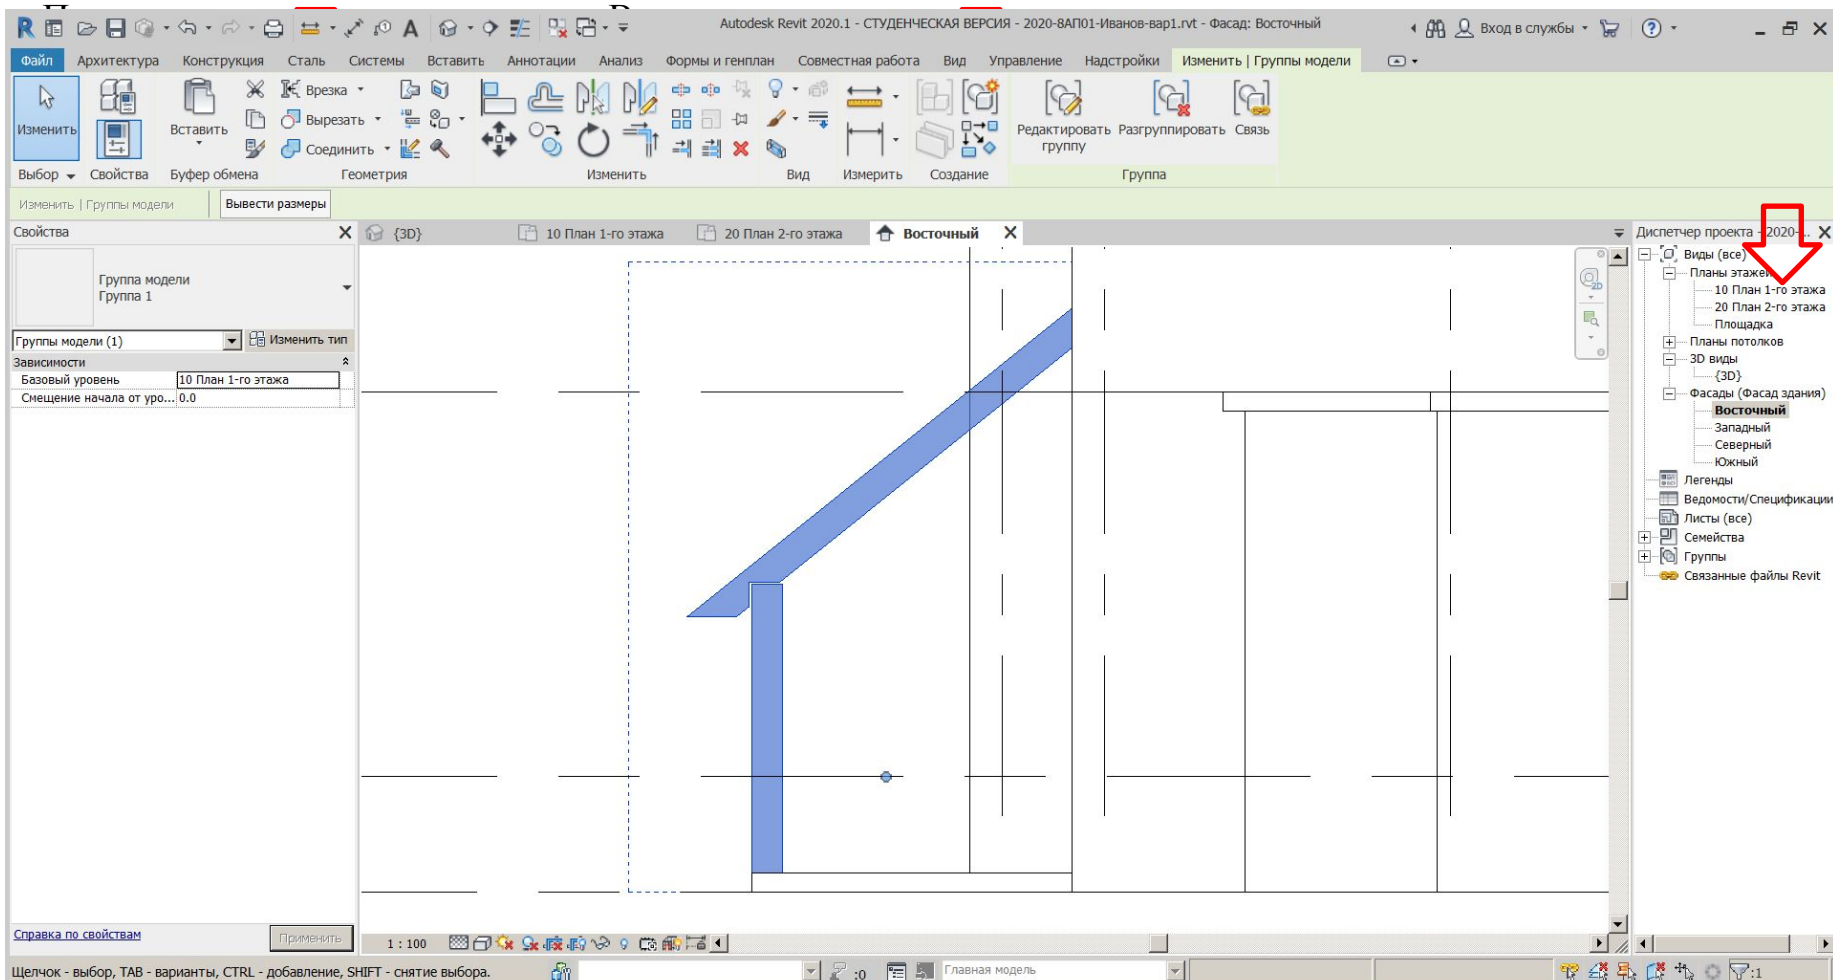 Autodesk Revit 2020.1 - СТУДЕНЧЕСКАЯ ВЕРСИЯ - 2020-8АП01-Иванов-вар1.rvt - Фасад: Восточный
Вход в службы
Файл Архитектура Конструкция Сталь Системы Вставить Аннотации Анализ Формы и генплан Совместная работа Вид Управление Надстройки Изменить | Группы модели
Изменить
Вставить
Врезка
Вырезать
Соединить
Редактировать группу
Разгруппировать
Связь
Выбор Свойства Буфер обмена Геометрия Изменить Вид Измерить Создание Группа
Изменить | Группы модели Вывести размеры
Свойства
{3D} 10 План 1-го этажа 20 План 2-го этажа Восточный
Диспетчер проекта - 2020-...
Группа модели
Группа 1
Группы модели (1) Изменить тип
Зависимости
Базовый уровень 10 План 1-го этажа
Смещение начала от уро... 0.0
2D
Виды (все)
Планы этажей
10 План 1-го этажа
20 План 2-го этажа
Площадка
Планы потолков
3D виды
{3D}
Фасады (Фасад здания)
Восточный
Западный
Северный
Южный
Легенды
Ведомости/Спецификации
Листы (все)
Семейства
Группы
Связанные файлы Revit
Справка по свойствам Применить
1 : 100
Щелчок - выбор, TAB - варианты, CTRL - добавление, SHIFT - снятие выбора.
:0
Главная модель
:1